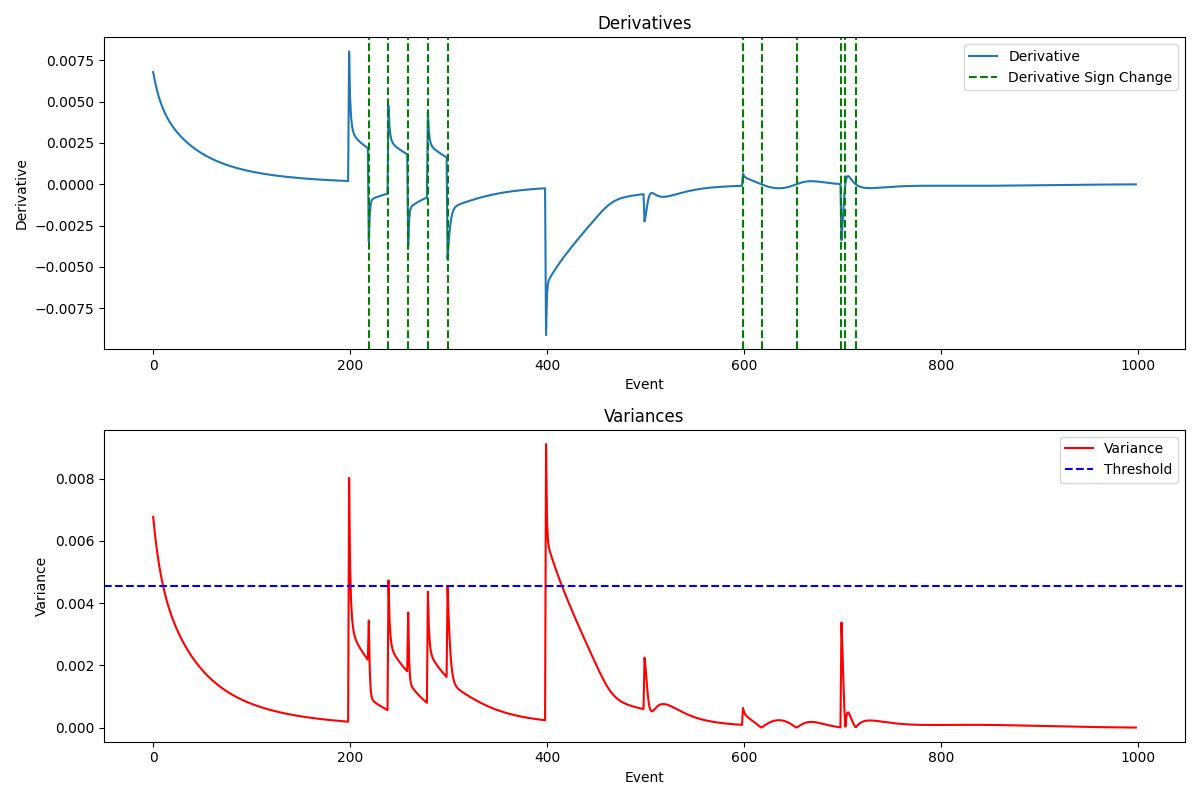 Derivatives
Derivative
Derivative Sign Change
0.0075
0.0050
0.0025
0.0000
−0.0025
−0.0050
−0.0075
Derivative
0 200 400 600 800 1000
Event
Variances
Variance
Threshold
0.008
0.006
0.004
0.002
0.000
Variance
0 200 400 600 800 1000
Event